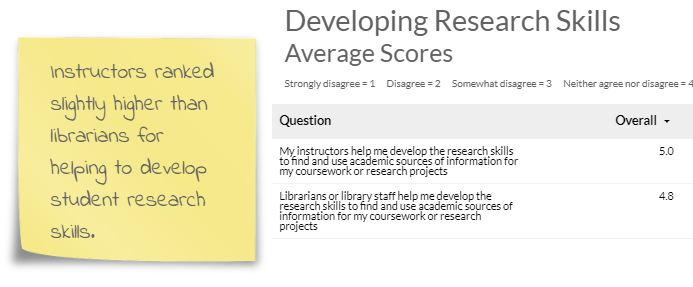 Instructors ranked
slightly higher than
librarians for
helping to develop
student research
skills.
Developing Research Skills
Average Scores
Strongly disagree = 1 Disagree = 2 Somewhat disagree = 3 Neither agree nor disagree = 4
Question Overall
My instructors help me develop the research skills 5.0
to find and use academic sources of information for
my coursework or research projects
Librarians or library staff help me develop the 4.8
research skills to find and use academic sources of
information for my coursework or research
projects